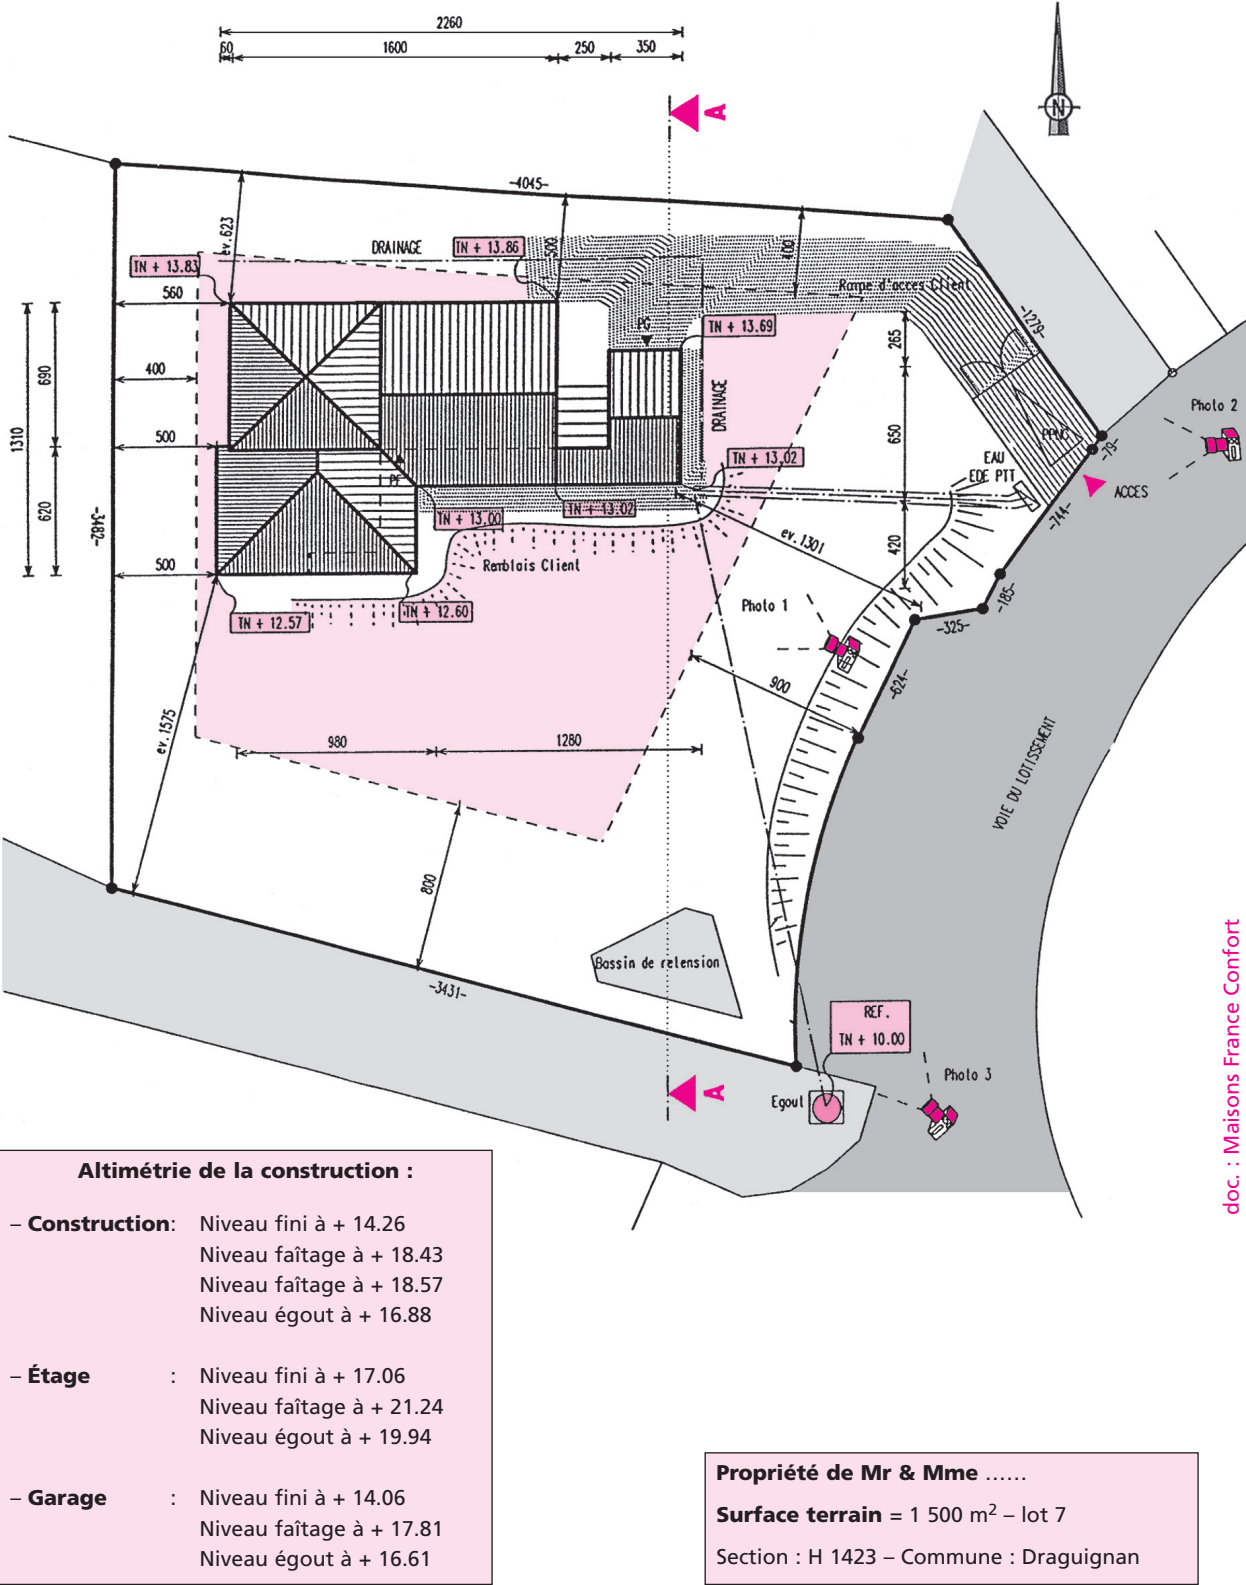 2260
60 1600 250 350
A
N
-4045-
ev.623
500
400
DRAINAGE
TN + 13.86
TN + 13.83
560
Rampe d'acces Client
-1279-
PG
TN + 13.69
265
400
690
1310
DRAINAGE
Photo 2
650
500
PF
TN + 13.02
EAU
EDF PTT
-79-
ACCES
620
-3482-
TN + 13.00
TN + 13.02
-744-
ev.1301
420
500
Remblais Client
TN + 12.57
TN + 12.60
Photo 1
-185-
-325-
900
-624-
ev.1575
980 1280
VOIE DU LOTISSEMENT
800
Bassin de retension
-3431-
REF.
TN + 10.00
A
Egout
Photo 3
doc. : Maisons France Confort
Altimétrie de la construction :
– Construction: Niveau fini à + 14.26
Niveau faîtage à + 18.43
Niveau faîtage à + 18.57
Niveau égout à + 16.88
– Étage : Niveau fini à + 17.06
Niveau faîtage à + 21.24
Niveau égout à + 19.94
– Garage : Niveau fini à + 14.06
Niveau faîtage à + 17.81
Niveau égout à + 16.61
Propriété de Mr & Mme ......
Surface terrain = 1 500 m² – lot 7
Section : H 1423 – Commune : Draguignan